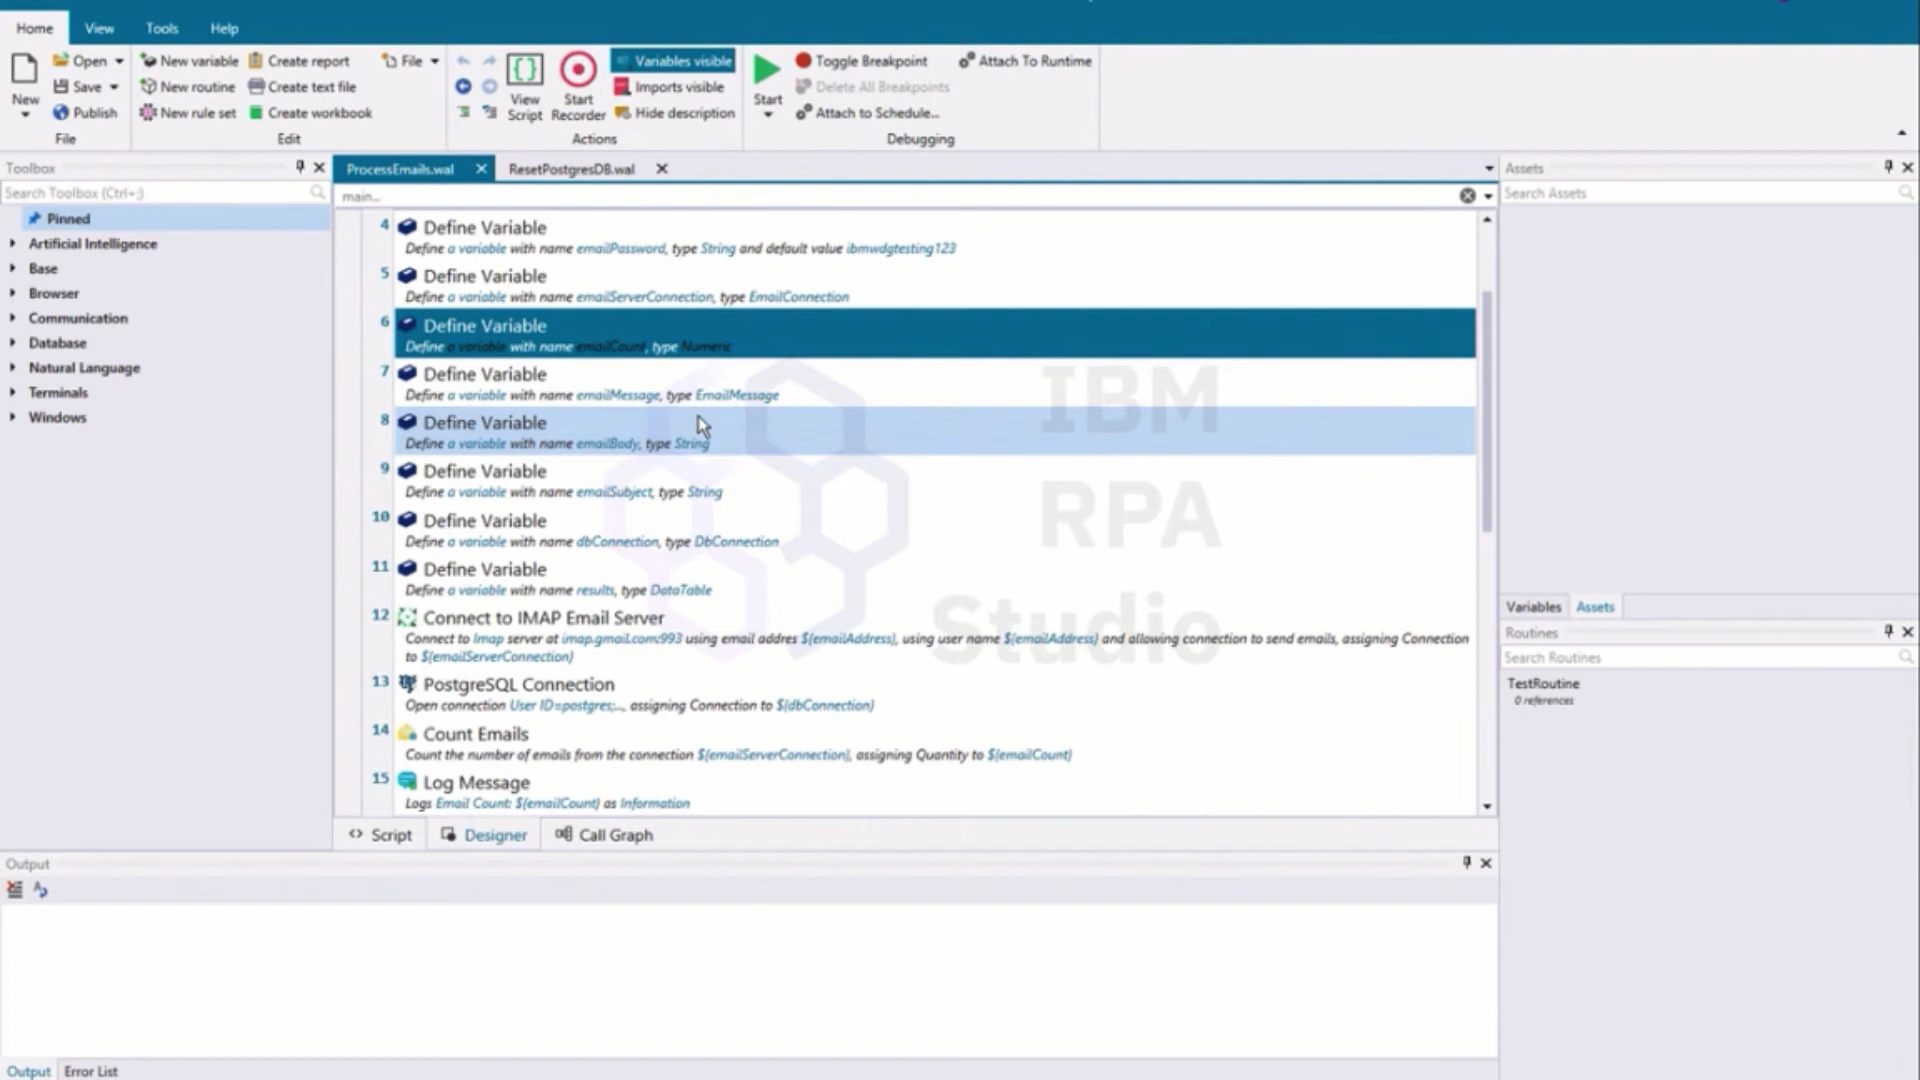 Home View Tools Help
New
Open
Save
Publish
File
New variable
New routine
New rule set
Create report
Create text file
Create workbook
File
Edit
View Script
Start Recorder
Variables visible
Imports visible
Hide description
Actions
Start
Toggle Breakpoint
Delete All Breakpoints
Attach to Schedule...
Attach To Runtime
Debugging
Toolbox
Search Toolbox (Ctrl+;)
Pinned
Artificial Intelligence
Base
Browser
Communication
Database
Natural Language
Terminals
Windows
ProcessEmails.wal
ResetPostgresDB.wal
main...
4 Define Variable
Define a variable with name emailPassword, type String and default value ibmwdgtesting123
5 Define Variable
Define a variable with name emailServerConnection, type EmailConnection
6 Define Variable
Define a variable with name emailCount, type Numeric
7 Define Variable
Define a variable with name emailMessage, type EmailMessage
8 Define Variable
Define a variable with name emailBody, type String
9 Define Variable
Define a variable with name emailSubject, type String
10 Define Variable
Define a variable with name dbConnection, type DbConnection
11 Define Variable
Define a variable with name results, type DataTable
12 Connect to IMAP Email Server
Connect to Imap server at imap.gmail.com:993 using email addres ${emailAddress}, using user name ${emailAddress} and allowing connection to send emails, assigning Connection
to ${emailServerConnection}
13 PostgreSQL Connection
Open connection User ID=postgres;..., assigning Connection to ${dbConnection}
14 Count Emails
Count the number of emails from the connection ${emailServerConnection}, assigning Quantity to ${emailCount}
15 Log Message
Logs Email Count: ${emailCount} as Information
IBM
RPA
Studio
Script Designer Call Graph
Output
Output Error List
Assets
Search Assets
Variables Assets
Routines
Search Routines
TestRoutine
0 references